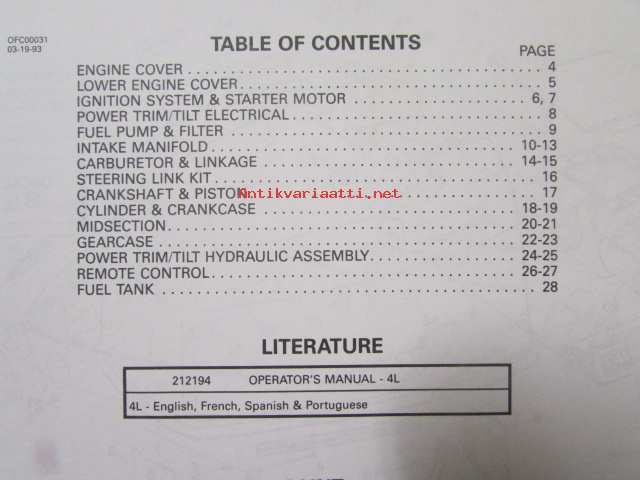 OFC00031
03-19-93
TABLE OF CONTENTS
PAGE
ENGINE COVER . . . . . . . . . . . . . . . . . . . . . . . . . . . . . . . . . . . . 4
LOWER ENGINE COVER . . . . . . . . . . . . . . . . . . . . . . . . . . . . . . 5
IGNITION SYSTEM & STARTER MOTOR . . . . . . . . . . . . . . . . . . 6, 7
POWER TRIM/TILT ELECTRICAL . . . . . . . . . . . . . . . . . . . . . . . . . 8
FUEL PUMP & FILTER . . . . . . . . . . . . . . . . . . . . . . . . . . . . . . . . 9
INTAKE MANIFOLD . . . . . . . . . . . . . . . . . . . . . . . . . . . . . . . 10-13
CARBURETOR & LINKAGE . . . . . . . . . . . . . . . . . . . . . . . . . . 14-15
STEERING LINK KIT . . . . . . . . . . . . . . . . . . . . . . . . . . . . . . . . 16
CRANKSHAFT & PISTON . . . . . . . . . . . . . . . . . . . . . . . . . . . . 17
Antikvariaatti.net
CYLINDER & CRANKCASE . . . . . . . . . . . . . . . . . . . . . . . . . . 18-19
MIDSECTION . . . . . . . . . . . . . . . . . . . . . . . . . . . . . . . . . . . 20-21
GEARCASE . . . . . . . . . . . . . . . . . . . . . . . . . . . . . . . . . . . . 22-23
POWER TRIM/TILT HYDRAULIC ASSEMBLY . . . . . . . . . . . . . . . 24-25
REMOTE CONTROL . . . . . . . . . . . . . . . . . . . . . . . . . . . . . . . 26-27
FUEL TANK . . . . . . . . . . . . . . . . . . . . . . . . . . . . . . . . . . . . . . 28
LITERATURE
212194 OPERATOR'S MANUAL - 4L
4L - English, French, Spanish & Portuguese